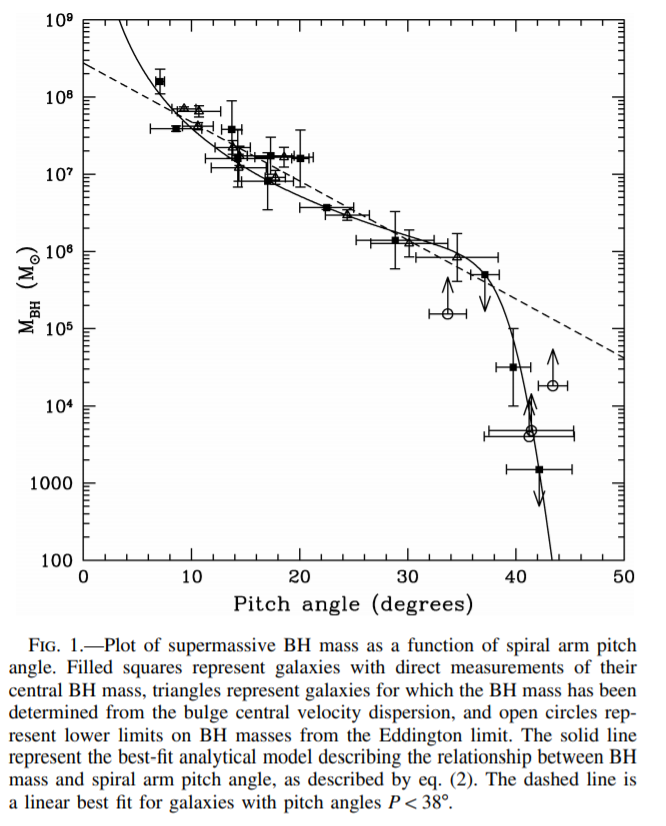 10⁹
10⁸
10⁷
10⁶
10⁵
10⁴
1000
100
M_BH (M_⊙)
0 10 20 30 40 50
Pitch angle (degrees)
FIG. 1.—Plot of supermassive BH mass as a function of spiral arm pitch
angle. Filled squares represent galaxies with direct measurements of their
central BH mass, triangles represent galaxies for which the BH mass has been
determined from the bulge central velocity dispersion, and open circles rep-
resent lower limits on BH masses from the Eddington limit. The solid line
represent the best-fit analytical model describing the relationship between BH
mass and spiral arm pitch angle, as described by eq. (2). The dashed line is
a linear best fit for galaxies with pitch angles P < 38°.